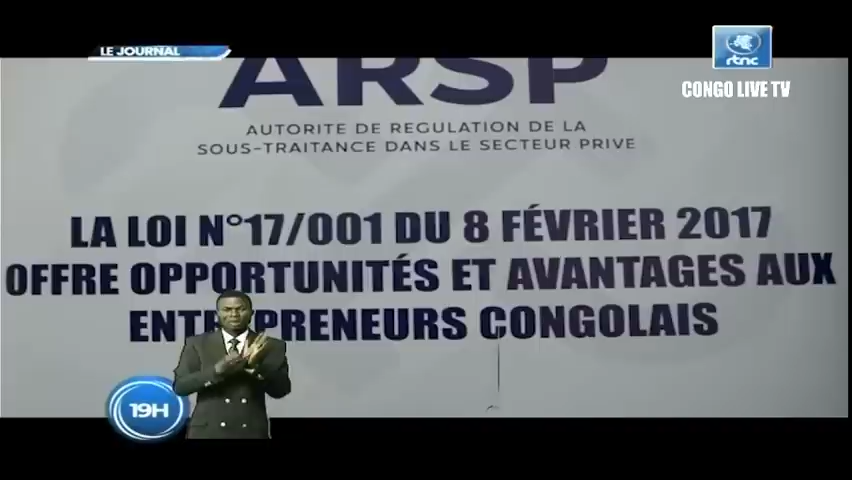 LE JOURNAL
rtnc
CONGO LIVE TV
ARSP
AUTORITE DE REGULATION DE LA
SOUS-TRAITANCE DANS LE SECTEUR PRIVE
LA LOI N°17/001 DU 8 FÉVRIER 2017
OFFRE OPPORTUNITÉS ET AVANTAGES AUX
ENTREPRENEURS CONGOLAIS
19H